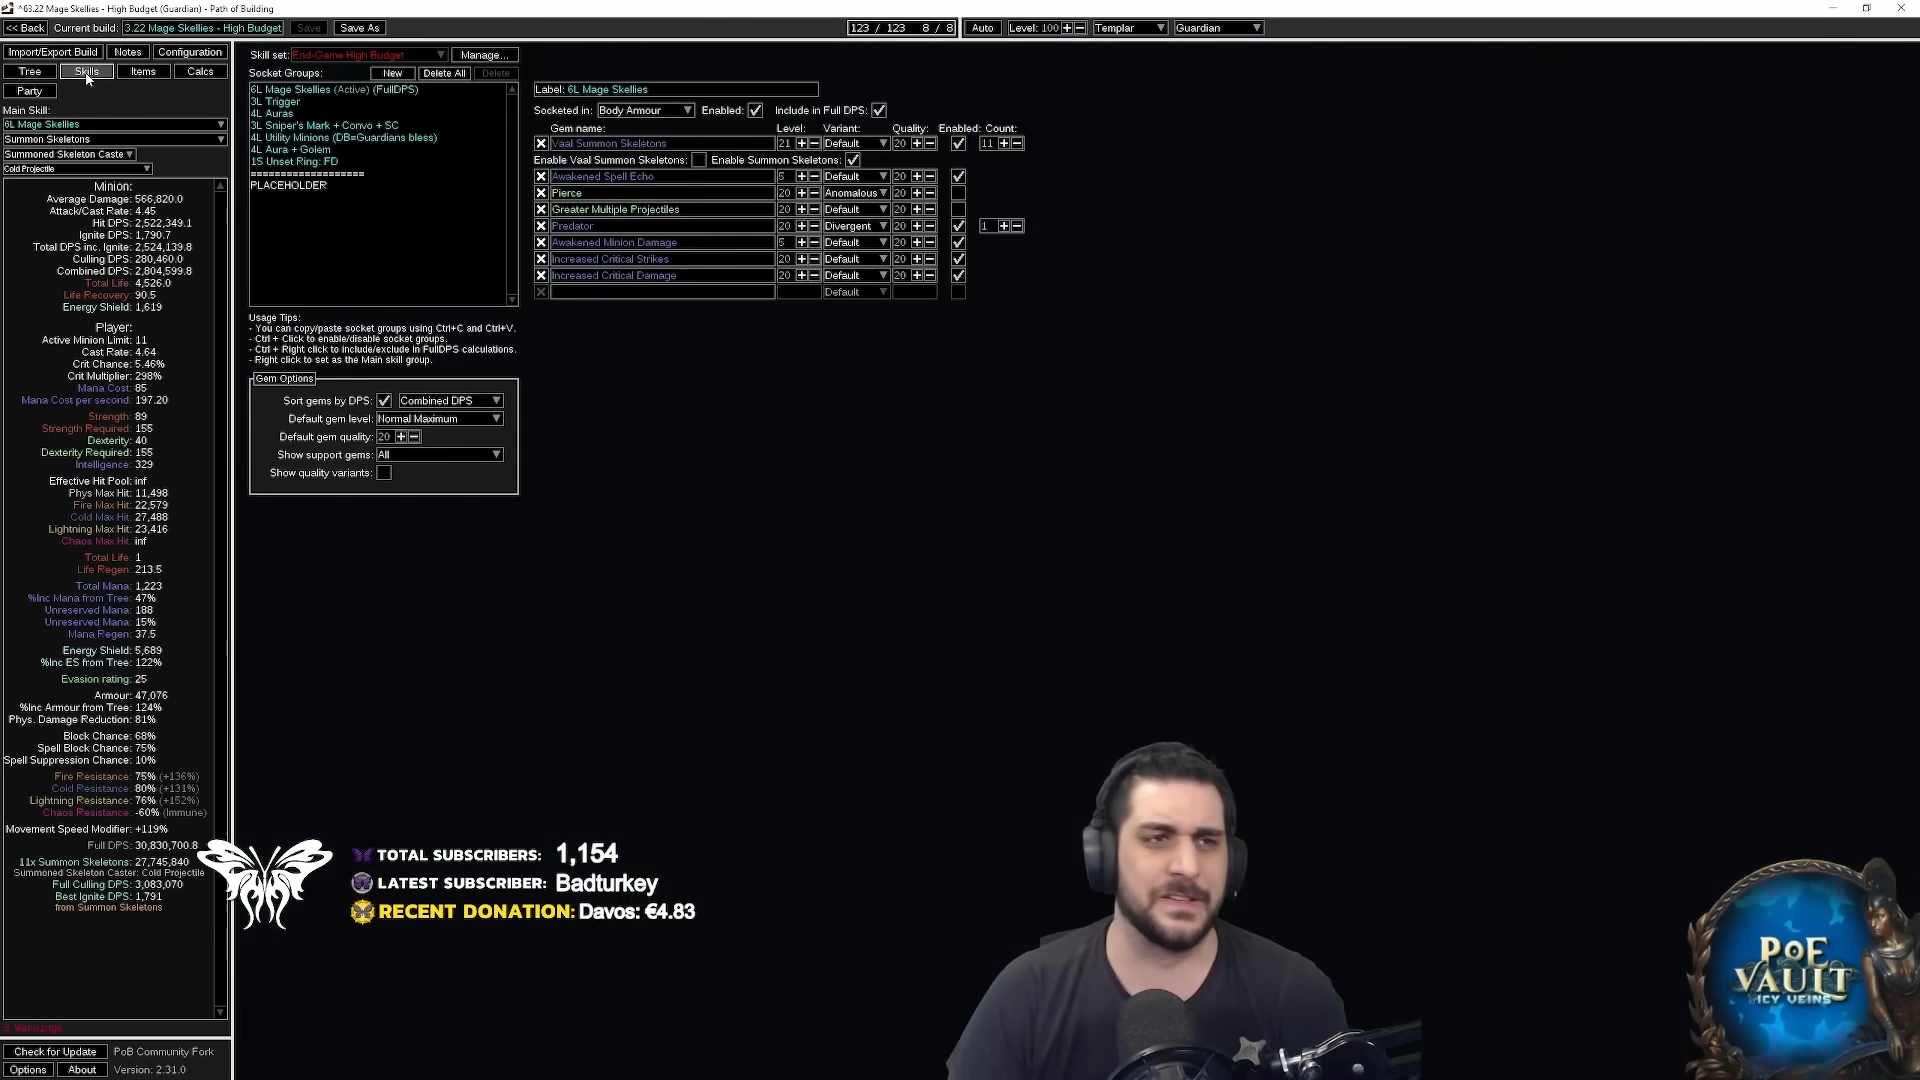 ^63.22 Mage Skellies - High Budget (Guardian) - Path of Building
<< Back Current build: 3.22 Mage Skellies - High Budget Save Save As 123 / 123 8 / 8 Auto Level: 100 Templar Guardian
Import/Export Build Notes Configuration
Tree Skills Items Calcs
Party
Main Skill:
6L Mage Skellies
Summon Skeletons
Summoned Skeleton Caste
Cold Projectile
Minion:
Average Damage: 566,820.0
Attack/Cast Rate: 4.45
Hit DPS: 2,522,349.1
Ignite DPS: 1,790.7
Total DPS inc. Ignite: 2,524,139.8
Culling DPS: 280,460.0
Combined DPS: 2,804,599.8
Total Life: 4,526.0
Life Recovery: 90.5
Energy Shield: 1,619
Player:
Active Minion Limit: 11
Cast Rate: 4.64
Crit Chance: 5.46%
Crit Multiplier: 298%
Mana Cost: 85
Mana Cost per second: 197.20
Strength: 89
Strength Required: 155
Dexterity: 40
Dexterity Required: 155
Intelligence: 329
Effective Hit Pool: inf
Phys Max Hit: 11,498
Fire Max Hit: 22,579
Cold Max Hit: 27,488
Lightning Max Hit: 23,416
Chaos Max Hit: inf
Total Life: 1
Life Regen: 213.5
Total Mana: 1,223
%Inc Mana from Tree: 47%
Unreserved Mana: 188
Unreserved Mana: 15%
Mana Regen: 37.5
Energy Shield: 5,689
%Inc ES from Tree: 122%
Evasion rating: 25
Armour: 47,076
%Inc Armour from Tree: 124%
Phys. Damage Reduction: 81%
Block Chance: 68%
Spell Block Chance: 75%
Spell Suppression Chance: 10%
Fire Resistance: 75% (+136%)
Cold Resistance: 80% (+131%)
Lightning Resistance: 76% (+152%)
Chaos Resistance: -60% (Immune)
Movement Speed Modifier: +119%
Full DPS: 30,830,700.8
11x Summon Skeletons: 27,745,840
Summoned Skeleton Caster: Cold Projectile
Full Culling DPS: 3,083,070
Best Ignite DPS: 1,791
from Summon Skeletons
5 Warnings
Check for Update PoB Community Fork
Options About Version: 2.31.0
Skill set: End-Game High Budget Manage...
Socket Groups: New Delete All Delete
6L Mage Skellies (Active) (FullDPS)
3L Trigger
4L Auras
3L Sniper's Mark + Convo + SC
4L Utility Minions (DB=Guardians bless)
4L Aura + Golem
1S Unset Ring: FD
===================
PLACEHOLDER
Usage Tips:
- You can copy/paste socket groups using Ctrl+C and Ctrl+V.
- Ctrl + Click to enable/disable socket groups.
- Ctrl + Right click to include/exclude in FullDPS calculations.
- Right click to set as the Main skill group.
Gem Options
Sort gems by DPS: Combined DPS
Default gem level: Normal Maximum
Default gem quality: 20
Show support gems: All
Show quality variants:
Label: 6L Mage Skellies
Socketed in: Body Armour Enabled: Include in Full DPS:
Gem name: Level: Variant: Quality: Enabled: Count:
Vaal Summon Skeletons 21 Default 20 11
Enable Vaal Summon Skeletons: Enable Summon Skeletons:
Awakened Spell Echo 5 Default 20
Pierce 20 Anomalous 20
Greater Multiple Projectiles 20 Default 20
Predator 20 Divergent 20 1
Awakened Minion Damage 5 Default 20
Increased Critical Strikes 20 Default 20
Increased Critical Damage 20 Default 20
Default
TOTAL SUBSCRIBERS: 1,154
LATEST SUBSCRIBER: Badturkey
RECENT DONATION: Davos: €4.83
POE
VAULT
ICY VEINS